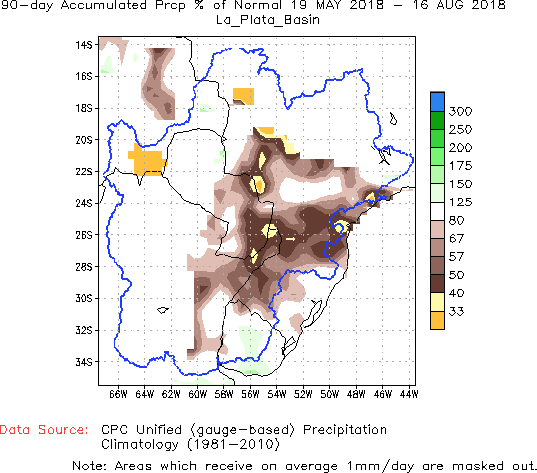 90-day Accumulated Prcp % of Normal 19 MAY 2018 - 16 AUG 2018
La_Plata_Basin
14S
16S
18S
20S
22S
24S
26S
28S
30S
32S
34S
66W 64W 62W 60W 58W 56W 54W 52W 50W 48W 46W 44W
300
250
200
175
150
125
80
67
57
50
40
33
Data Source: CPC Unified (gauge-based) Precipitation
Climatology (1981-2010)
Note: Areas which receive on average 1mm/day are masked out.